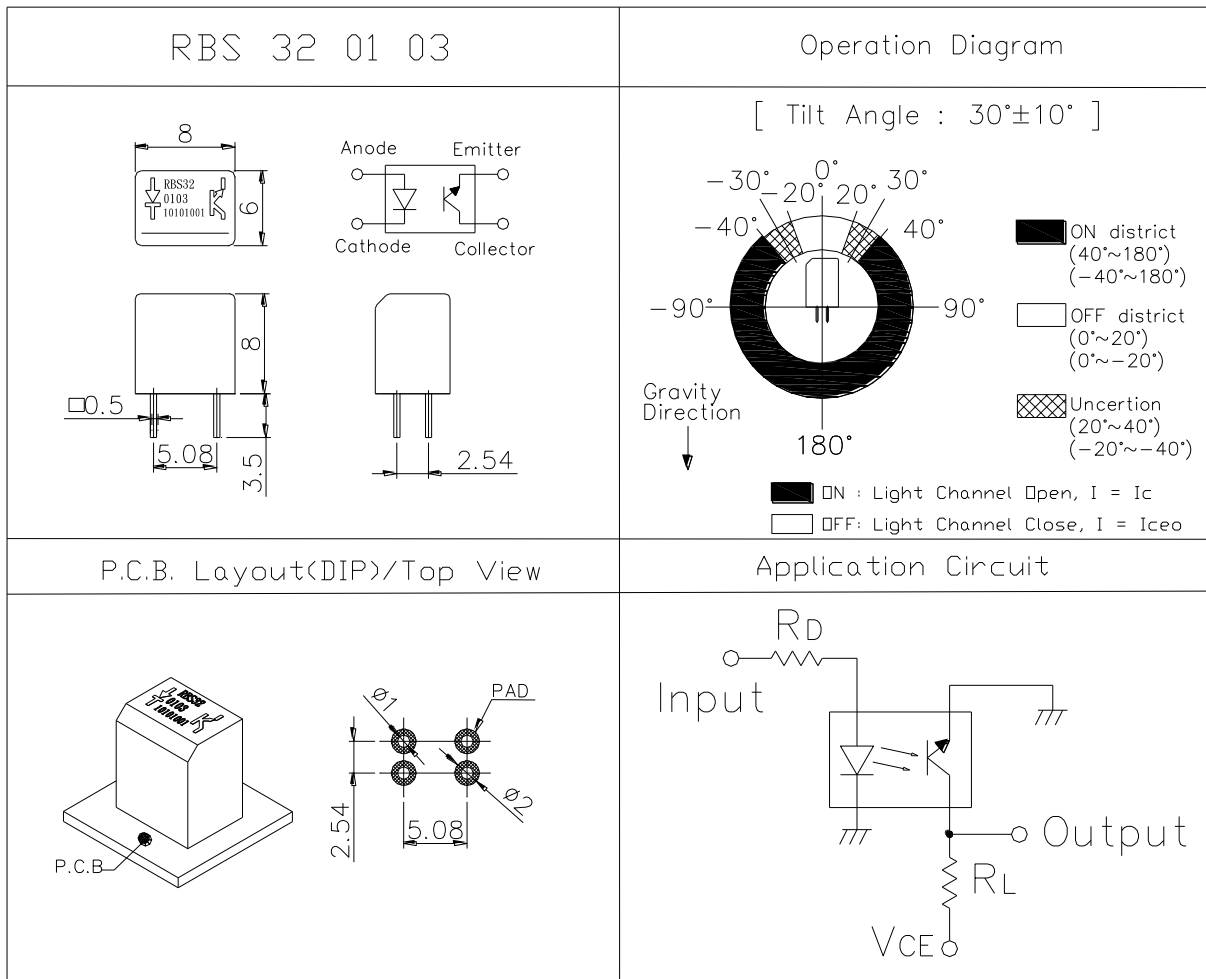 RBS 32 01 03
8
RBS32
0103
10101001
6
Anode
Emitter
Cathode
Collector
8
□0.5
5.08
3.5
2.54
Operation Diagram
[ Tilt Angle : 30°±10° ]
0°
-30°
-20°
20°
30°
-40°
40°
-90°
90°
180°
Gravity
Direction
ON district
(40°~180°)
(-40°~180°)
OFF district
(0°~20°)
(0°~-20°)
Uncertion
(20°~40°)
(-20°~-40°)
ON : Light Channel Open, I = Ic
OFF: Light Channel Close, I = Iceo
P.C.B. Layout(DIP)/Top View
RBS32
0103
10101001
P.C.B
ø1
PAD
2.54
5.08
ø2
Application Circuit
RD
Input
Output
RL
VCE